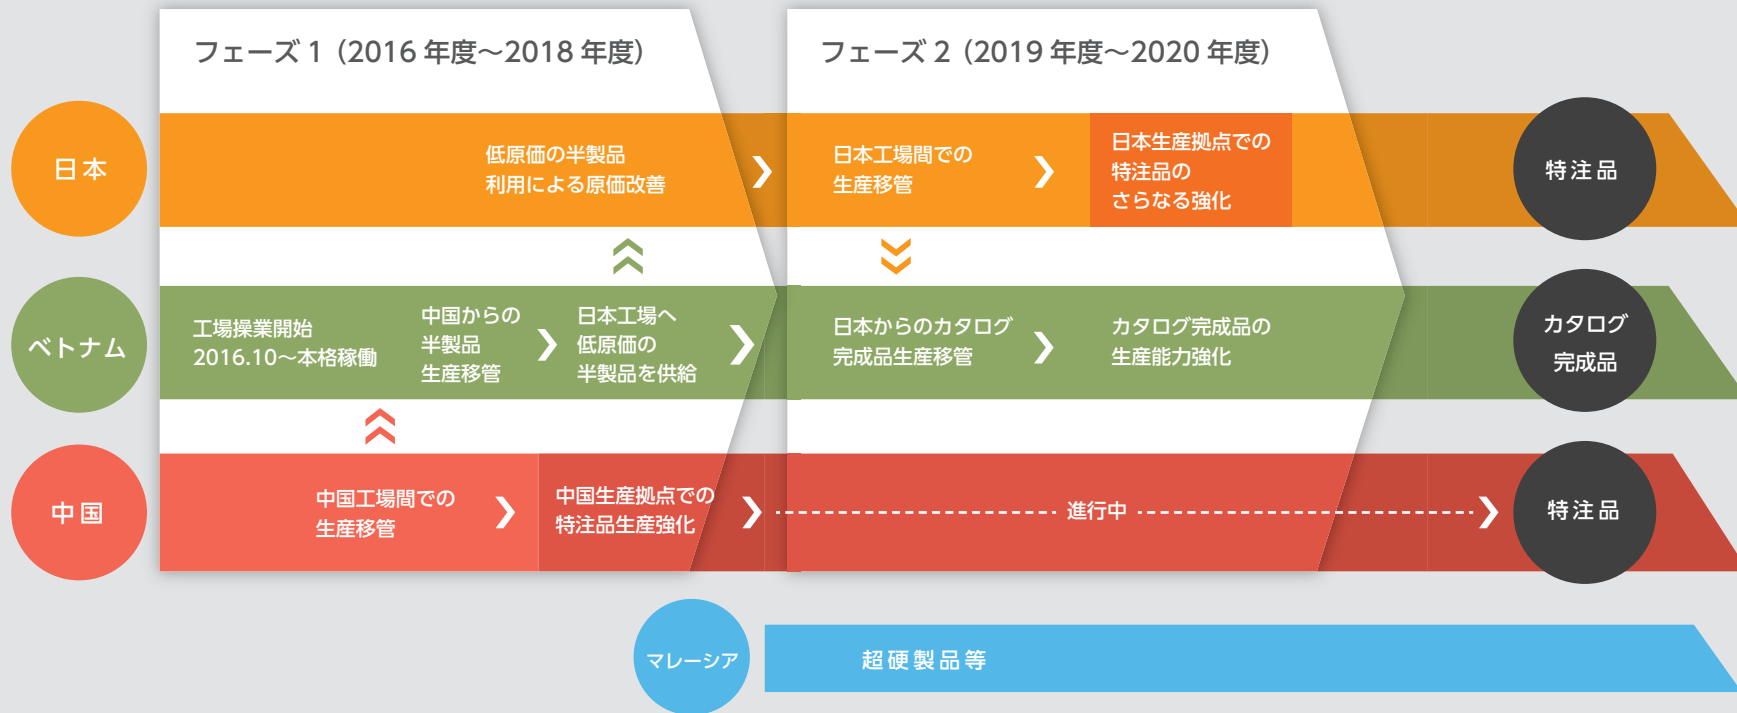 フェーズ 1（2016 年度〜2018 年度）
フェーズ 2（2019 年度〜2020 年度）
日本
低原価の半製品
利用による原価改善
日本工場間での
生産移管
日本生産拠点での
特注品の
さらなる強化
特注品
ベトナム
工場操業開始
2016.10〜本格稼働
中国からの
半製品
生産移管
日本工場へ
低原価の
半製品を供給
日本からのカタログ
完成品生産移管
カタログ完成品の
生産能力強化
カタログ
完成品
中国
中国工場間での
生産移管
中国生産拠点での
特注品生産強化
進行中
特注品
マレーシア
超硬製品等